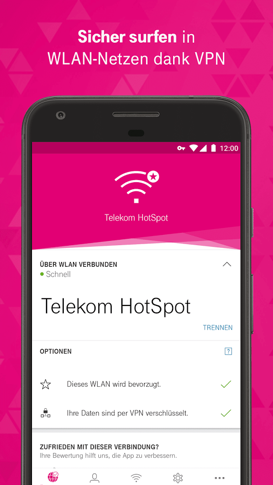 Sicher surfen in
WLAN-Netzen dank VPN
12:00
Telekom HotSpot
ÜBER WLAN VERBUNDEN
Schnell
Telekom HotSpot
TRENNEN
OPTIONEN
?
Dieses WLAN wird bevorzugt.
Ihre Daten sind per VPN verschlüsselt.
ZUFRIEDEN MIT DIESER VERBINDUNG?
Ihre Bewertung hilft uns, die App zu verbessern.